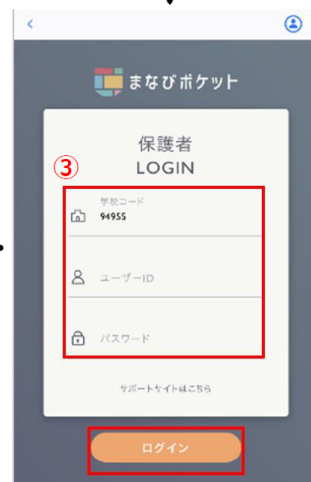 まなびポケット
保護者
LOGIN
③
学校コード
94955
ユーザーID
パスワード
サポートサイトはこちら
ログイン